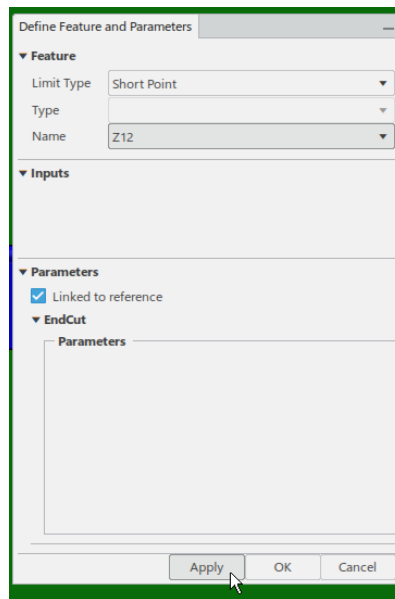 Define Feature and Parameters
Feature
Limit Type Short Point
Type
Name Z12
Inputs
Parameters
Linked to reference
EndCut
Parameters
Apply OK Cancel